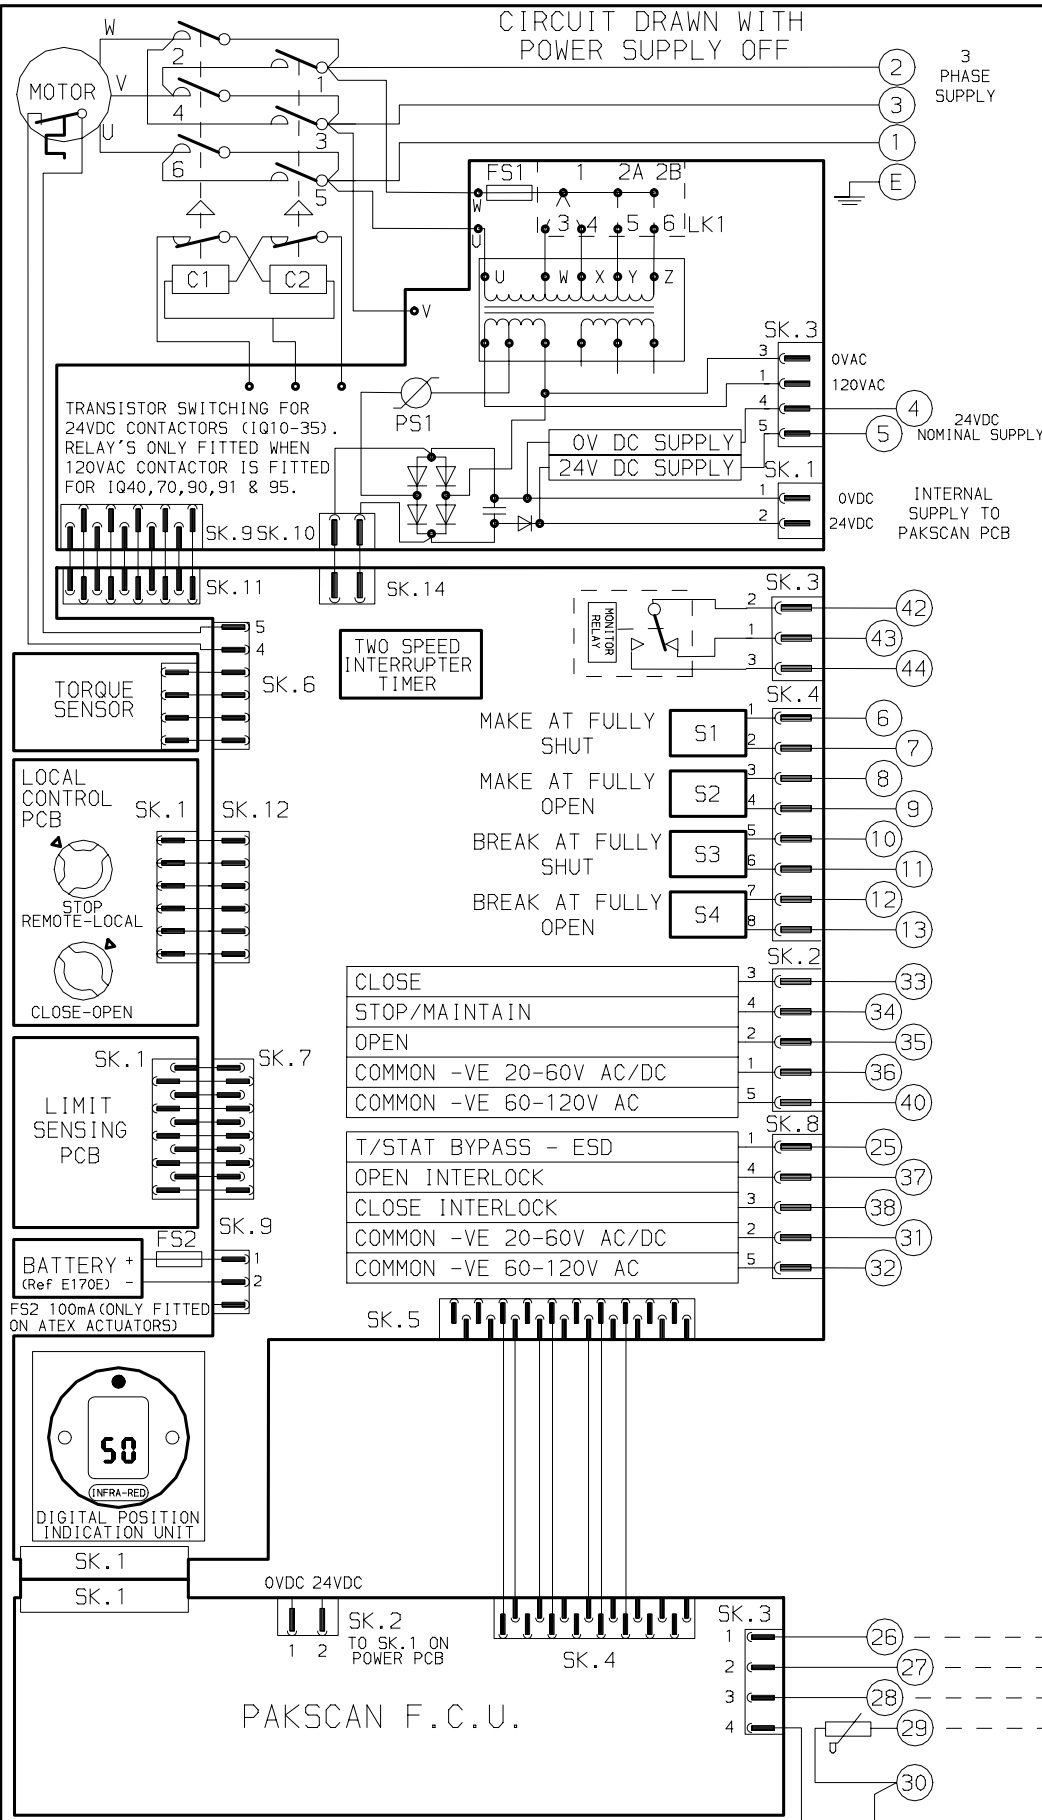 CIRCUIT DRAWN WITH
POWER SUPPLY OFF
W
2
1
2
3
PHASE
SUPPLY
MOTOR
V
4
3
3
U
6
5
1
E
FS1
1
2A
2B
W
U
3
4
5
6
LK1
C1
C2
U
W
X
Y
Z
V
SK.3
3
0VAC
1
120VAC
4
4
24VDC
NOMINAL SUPPLY
5
5
PS1
TRANSISTOR SWITCHING FOR
24VDC CONTACTORS (IQ10-35).
RELAY'S ONLY FITTED WHEN
120VAC CONTACTOR IS FITTED
FOR IQ40,70,90,91 & 95.
0V DC SUPPLY
24V DC SUPPLY
SK.1
1
0VDC
2
24VDC
INTERNAL
SUPPLY TO
PAKSCAN PCB
SK.9
SK.10
SK.11
SK.14
SK.3
MONITOR
RELAY
2
42
1
43
3
44
5
4
TWO SPEED
INTERRUPTER
TIMER
TORQUE
SENSOR
SK.6
SK.4
MAKE AT FULLY
SHUT
S1
1
6
2
7
MAKE AT FULLY
OPEN
S2
3
8
4
9
BREAK AT FULLY
SHUT
S3
5
10
6
11
BREAK AT FULLY
OPEN
S4
7
12
8
13
LOCAL
CONTROL
PCB
SK.1
SK.12
STOP
REMOTE-LOCAL
CLOSE-OPEN
SK.2
CLOSE
3
33
STOP/MAINTAIN
4
34
OPEN
2
35
COMMON -VE 20-60V AC/DC
1
36
COMMON -VE 60-120V AC
5
40
SK.1
SK.7
LIMIT
SENSING
PCB
SK.8
T/STAT BYPASS - ESD
1
25
OPEN INTERLOCK
4
37
CLOSE INTERLOCK
3
38
COMMON -VE 20-60V AC/DC
2
31
COMMON -VE 60-120V AC
5
32
SK.9
FS2
BATTERY
+
(Ref E170E)
-
1
2
FS2 100mA(ONLY FITTED
ON ATEX ACTUATORS)
SK.5
50
INFRA-RED
DIGITAL POSITION
INDICATION UNIT
SK.1
SK.1
0VDC
24VDC
1
2
SK.2
TO SK.1 ON
POWER PCB
SK.4
SK.3
1
26
2
27
3
28
4
29
U
30
PAKSCAN F.C.U.